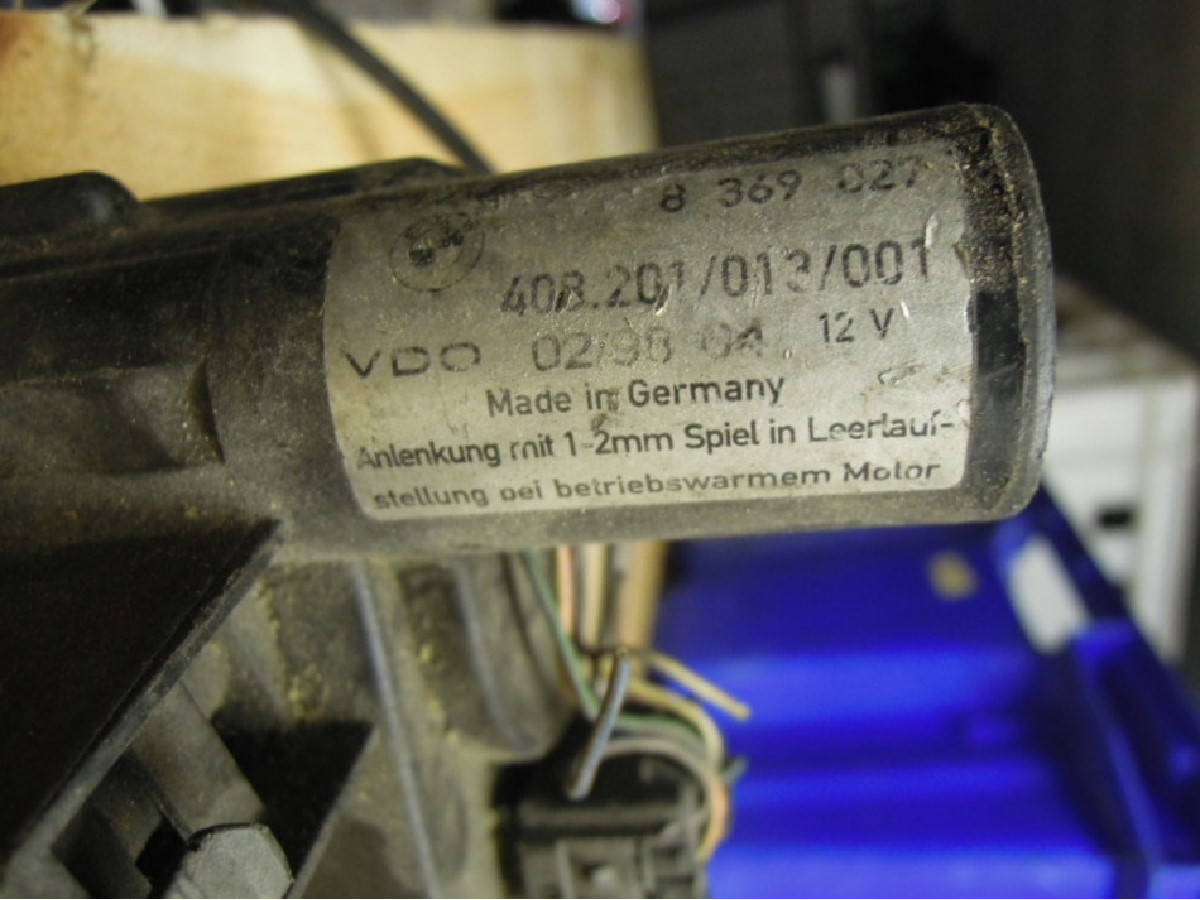 8 369 027
408.201/013/001
VDO 02/98 04 12 V
Made in Germany
Anlenkung mit 1-2mm Spiel in Leerlauf-
stellung bei betriebswarmem Motor